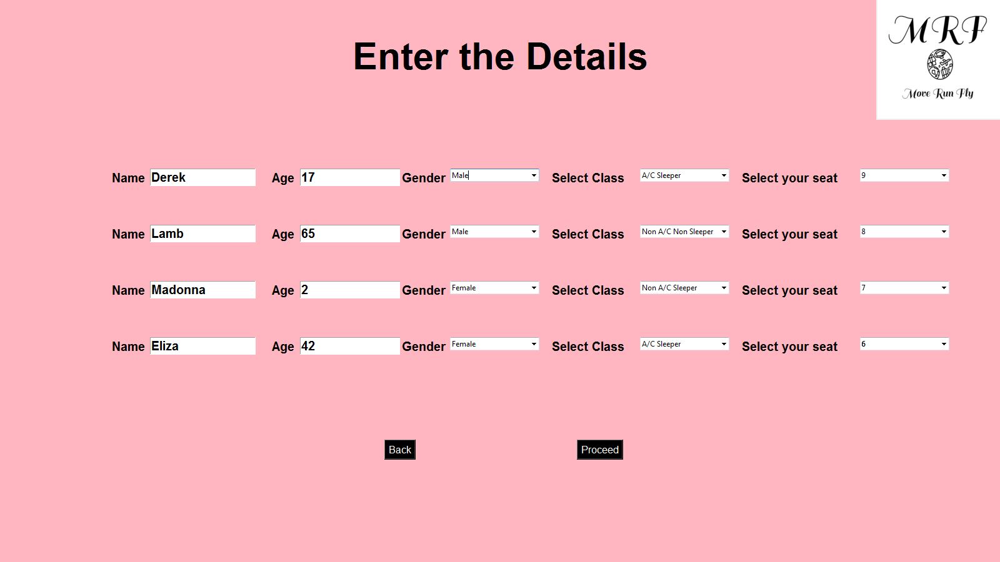 MRF
Move Run Fly
Enter the Details
Name Derek Age 17 Gender Male Select Class A/C Sleeper Select your seat 9
Name Lamb Age 65 Gender Male Select Class Non A/C Non Sleeper Select your seat 8
Name Madonna Age 2 Gender Female Select Class Non A/C Sleeper Select your seat 7
Name Eliza Age 42 Gender Female Select Class A/C Sleeper Select your seat 6
Back Proceed